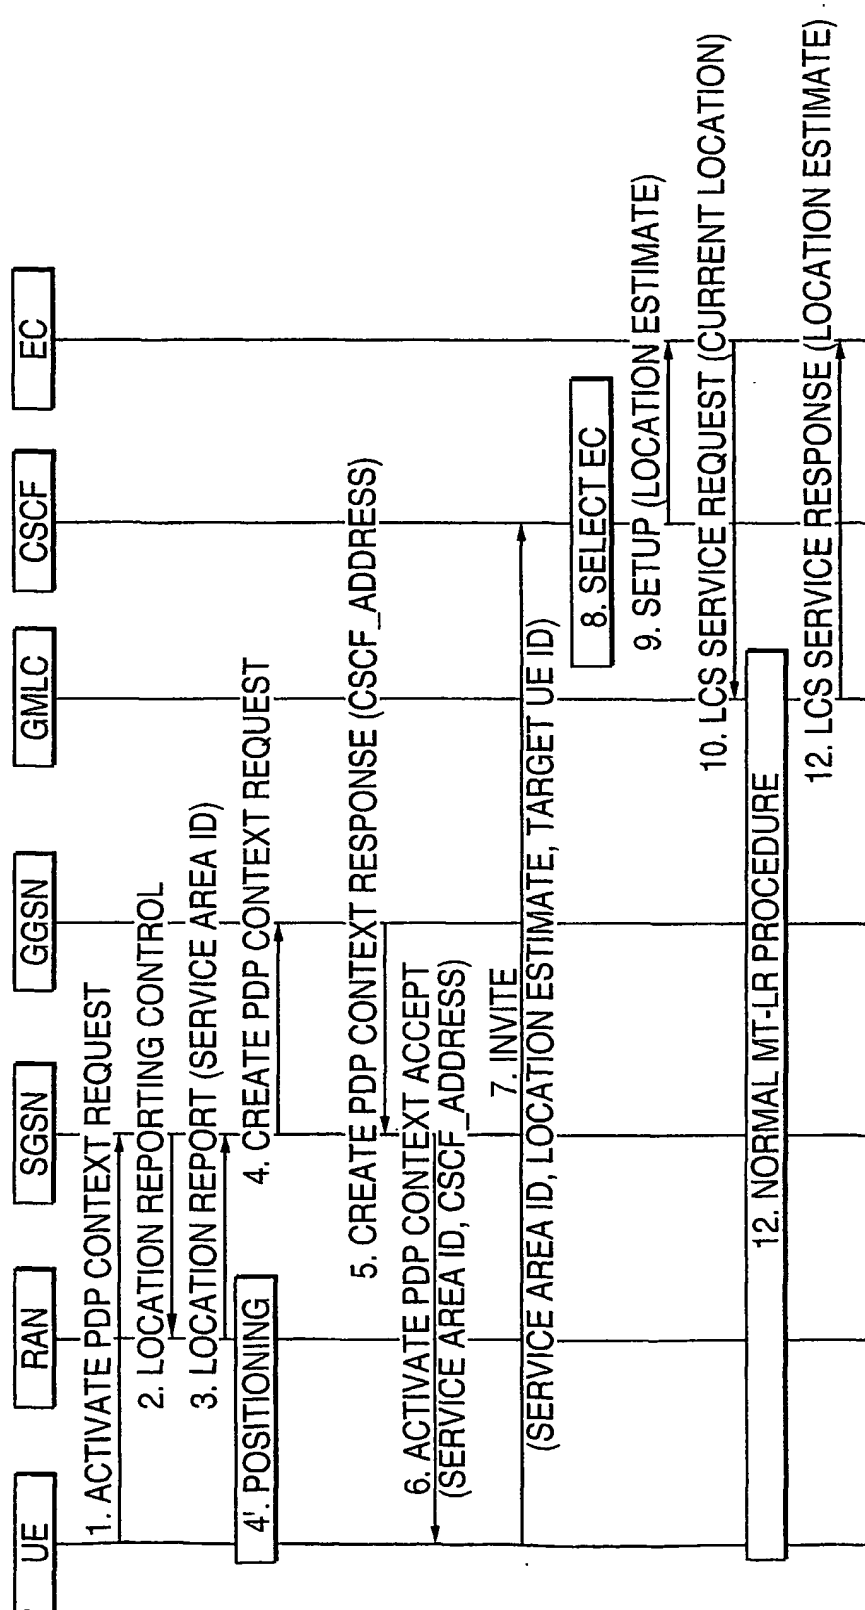 UE
RAN
SGSN
GGSN
GMLC
CSCF
EC
1. ACTIVATE PDP CONTEXT REQUEST
2. LOCATION REPORTING CONTROL
3. LOCATION REPORT (SERVICE AREA ID)
4'. POSITIONING
4. CREATE PDP CONTEXT REQUEST
5. CREATE PDP CONTEXT RESPONSE (CSCF_ADDRESS)
6. ACTIVATE PDP CONTEXT ACCEPT
(SERVICE AREA ID, CSCF_ADDRESS)
7. INVITE
(SERVICE AREA ID, LOCATION ESTIMATE, TARGET UE ID)
8. SELECT EC
9. SETUP (LOCATION ESTIMATE)
10. LCS SERVICE REQUEST (CURRENT LOCATION)
12. NORMAL MT-LR PROCEDURE
12. LCS SERVICE RESPONSE (LOCATION ESTIMATE)